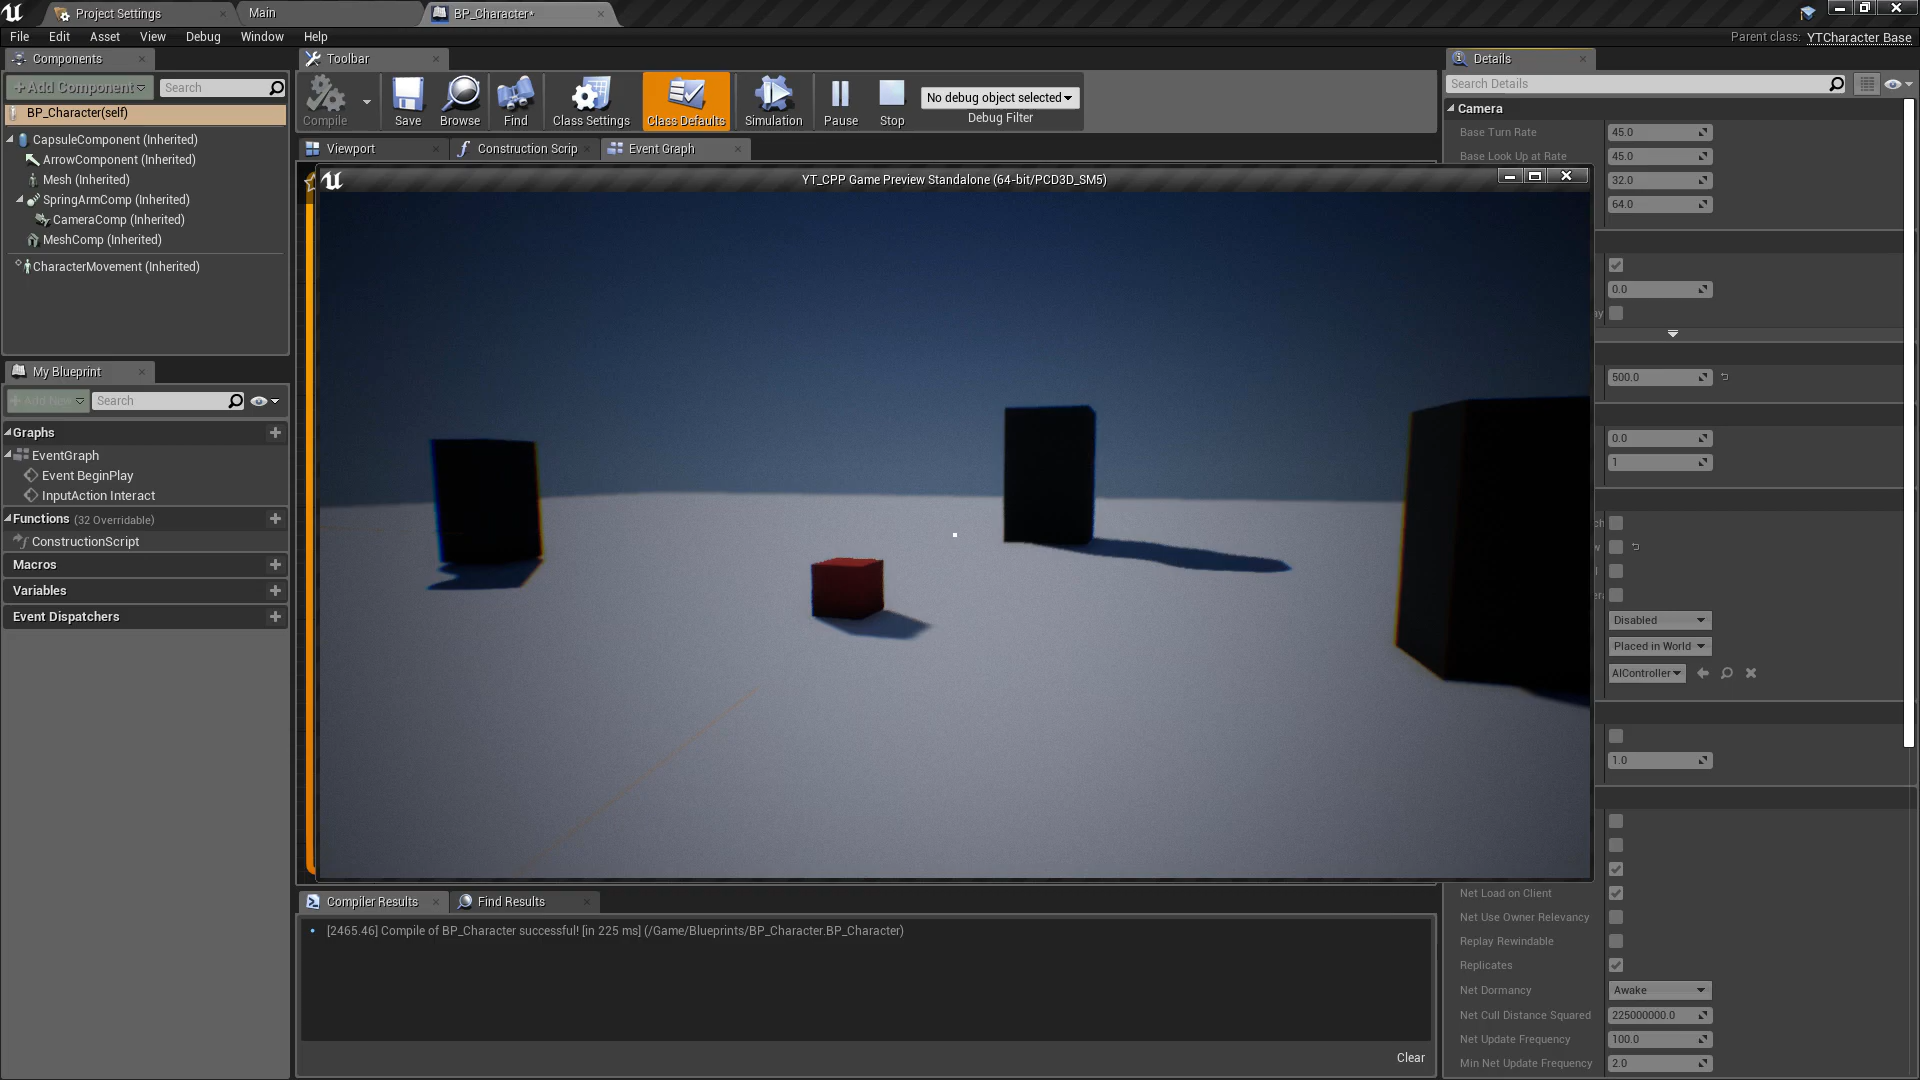 Project Settings
Main
BP_Character*
File
Edit
Asset
View
Debug
Window
Help
Parent class: YTCharacter Base
Components
Toolbar
Details
+Add Component
Search
Compile
Save
Browse
Find
Class Settings
Class Defaults
Simulation
Pause
Stop
No debug object selected
Debug Filter
Search Details
BP_Character(self)
CapsuleComponent (Inherited)
ArrowComponent (Inherited)
Mesh (Inherited)
SpringArmComp (Inherited)
CameraComp (Inherited)
MeshComp (Inherited)
CharacterMovement (Inherited)
Viewport
Construction Scrip
Event Graph
YT_CPP Game Preview Standalone (64-bit/PCD3D_SM5)
Camera
Base Turn Rate
45.0
Base Look Up at Rate
45.0
32.0
64.0
0.0
500.0
0.0
1
Disabled
Placed in World
AIController
1.0
My Blueprint
+Add New
Search
Graphs
EventGraph
Event BeginPlay
InputAction Interact
Functions (32 Overridable)
ConstructionScript
Macros
Variables
Event Dispatchers
Compiler Results
Find Results
[2465.46] Compile of BP_Character successful! [in 225 ms] (/Game/Blueprints/BP_Character.BP_Character)
Clear
Net Load on Client
Net Use Owner Relevancy
Replay Rewindable
Replicates
Net Dormancy
Awake
Net Cull Distance Squared
225000000.0
Net Update Frequency
100.0
Min Net Update Frequency
2.0